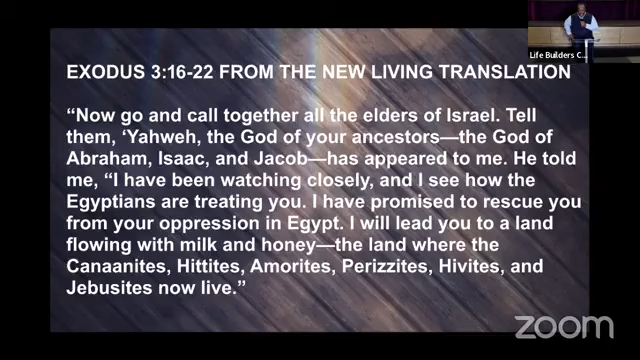 Life Builders C...
EXODUS 3:16-22 FROM THE NEW LIVING TRANSLATION
“Now go and call together all the elders of Israel. Tell
them, ‘Yahweh, the God of your ancestors—the God of
Abraham, Isaac, and Jacob—has appeared to me. He told
me, “I have been watching closely, and I see how the
Egyptians are treating you. I have promised to rescue you
from your oppression in Egypt. I will lead you to a land
flowing with milk and honey—the land where the
Canaanites, Hittites, Amorites, Perizzites, Hivites, and
Jebusites now live.”
zoom